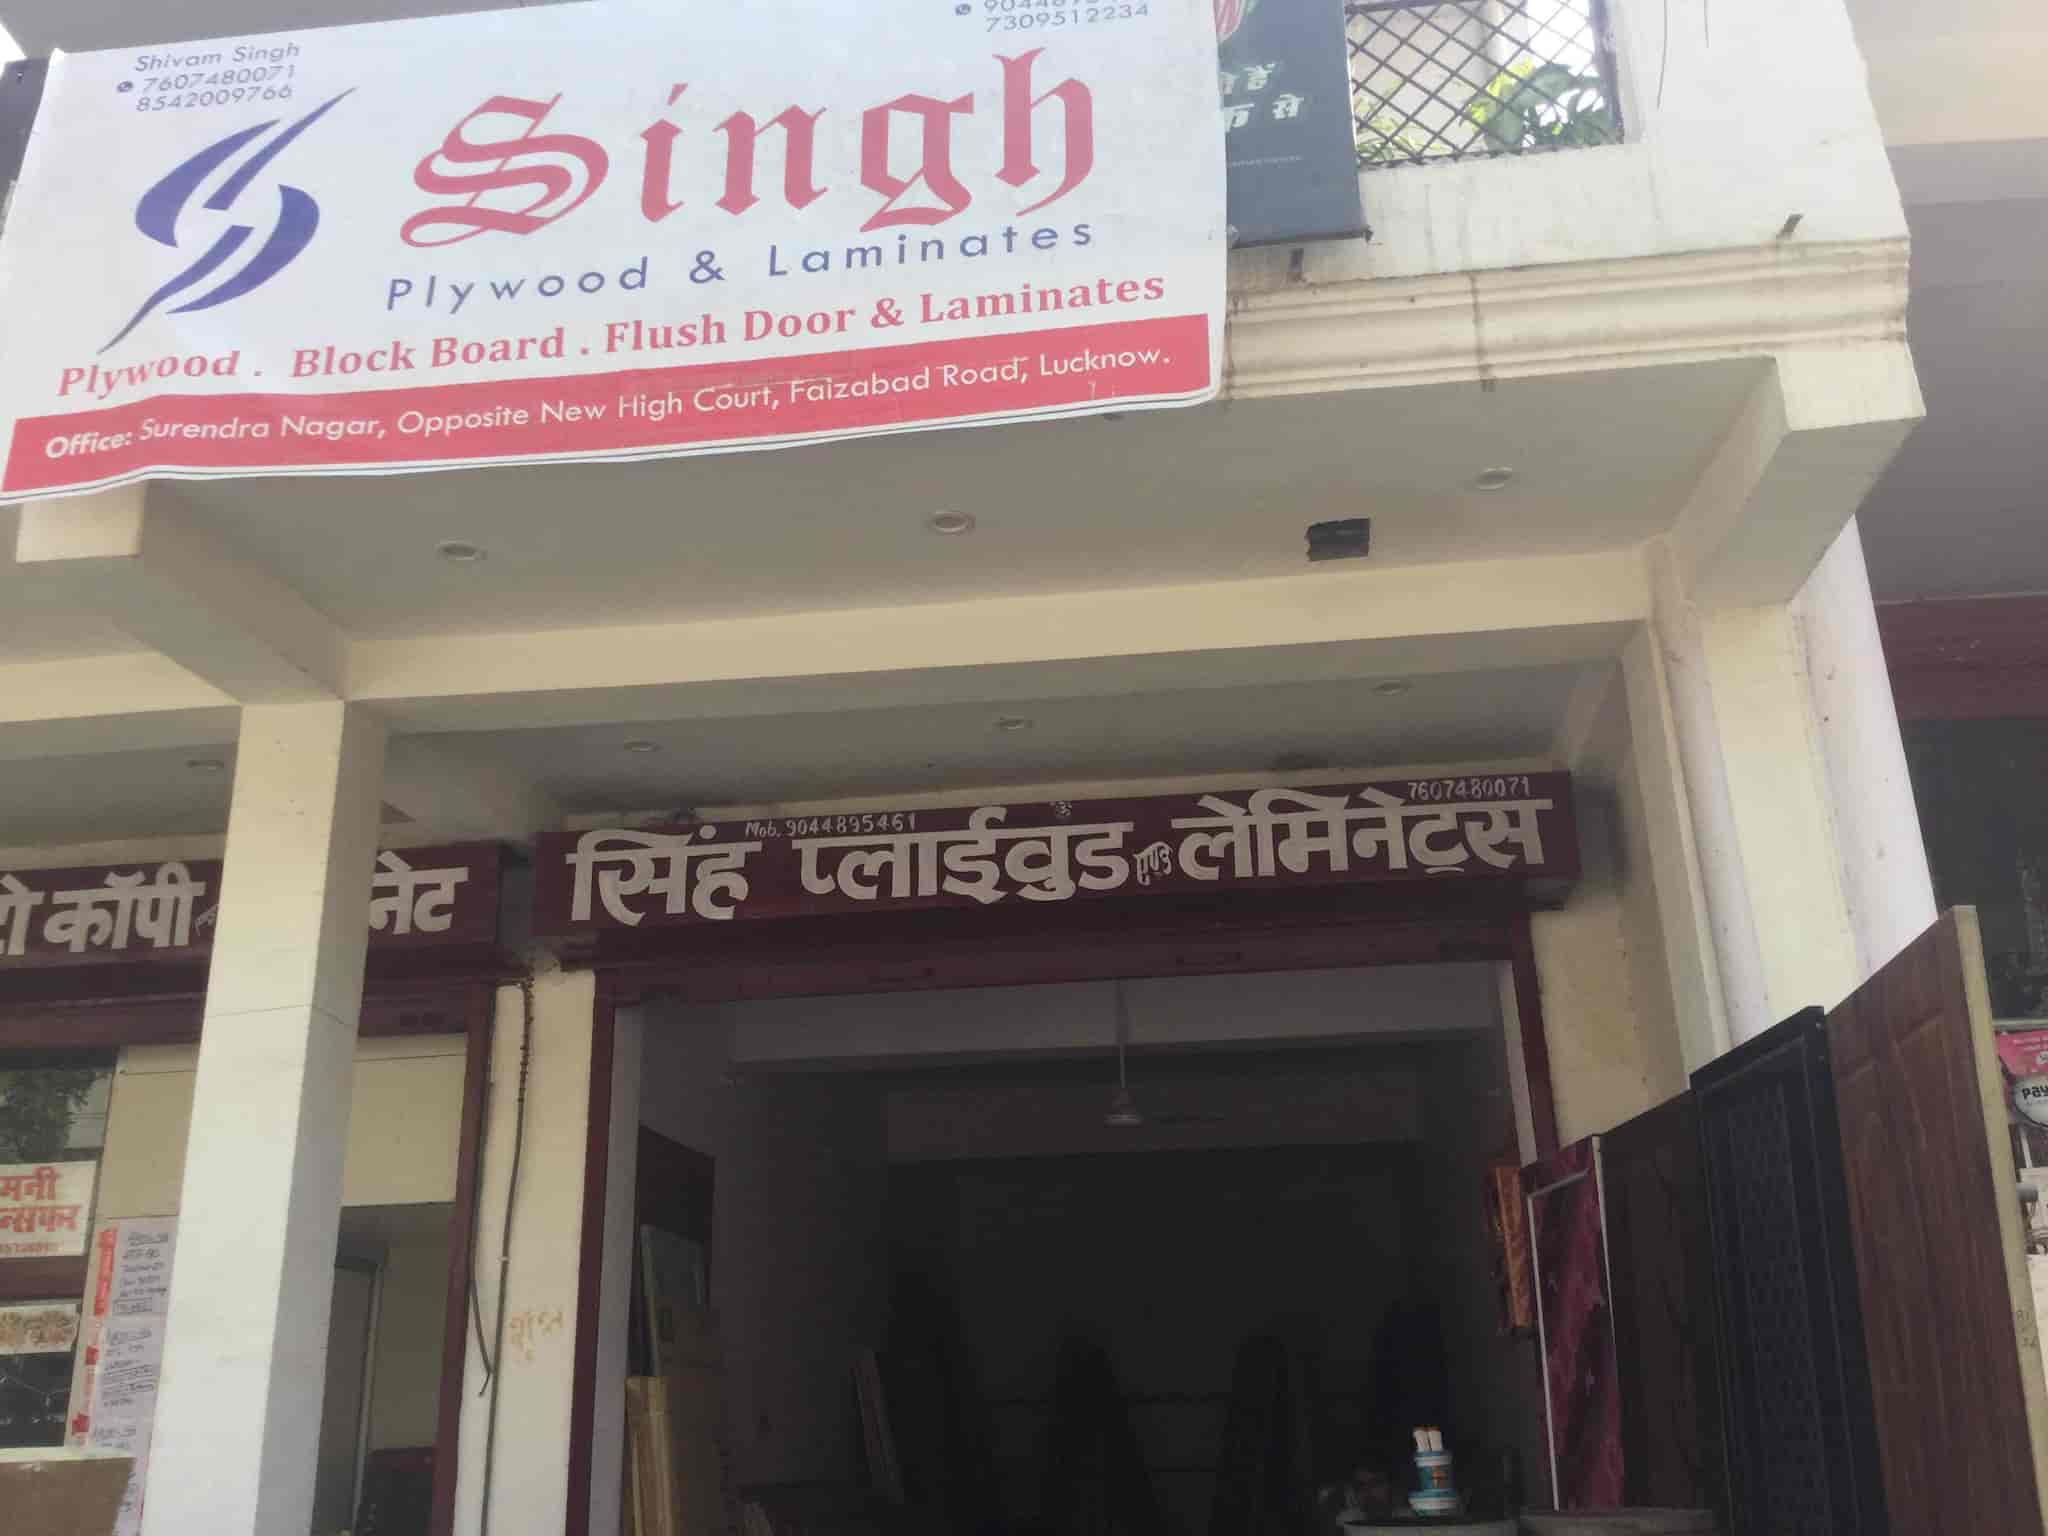 Shivam Singh
7607480071
8542009766
7309512234
Singh
Plywood & Laminates
Plywood . Block Board . Flush Door & Laminates
Office: Surendra Nagar, Opposite New High Court, Faizabad Road, Lucknow.
Mob. 9044895461
7607480071
सिंह प्लाईवुड एण्ड लेमिनेट्स
कॉपी
नेट